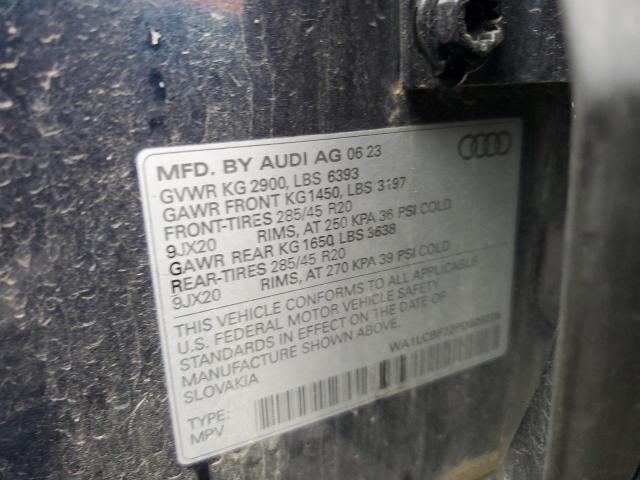 MFD. BY AUDI AG 06 23
GVWR KG 2900, LBS 6393
GAWR FRONT KG1450, LBS 3197
FRONT-TIRES 285/45 R20
9JX20 RIMS, AT 250 KPA 36 PSI COLD
GAWR REAR KG 1650, LBS 3638
REAR-TIRES 285/45 R20
9JX20 RIMS, AT 270 KPA 39 PSI COLD
THIS VEHICLE CONFORMS TO ALL APPLICABLE
U.S. FEDERAL MOTOR VEHICLE SAFETY
STANDARDS IN EFFECT ON THE DATE OF
MANUFACTURE SHOWN ABOVE.
SLOVAKIA
TYPE:
MPV